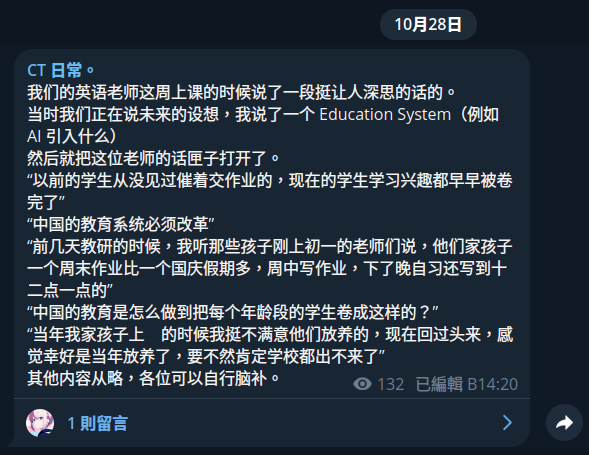 10月28日
CT 日常。
我们的英语老师这周上课的时候说了一段挺让人深思的话的。
当时我们正在说未来的设想，我说了一个 Education System（例如
AI 引入什么）
然后就把这位老师的话匣子打开了。
“以前的学生从没见过催着交作业的，现在的学生学习兴趣都早早被卷
完了”
“中国的教育系统必须改革”
“前几天教研的时候，我听那些孩子刚上初一的老师们说，他们家孩子
一个周末作业比一个国庆假期多，周中写作业，下了晚自习还写到十
二点一点的”
“中国的教育是怎么做到把每个年龄段的学生卷成这样的？”
“当年我家孩子上　的时候我挺不满意他们放养的，现在回过头来，感
觉幸好是当年放养了，要不然肯定学校都出不来了”
其他内容从略，各位可以自行脑补。
132 已編輯 B14:20
1 則留言